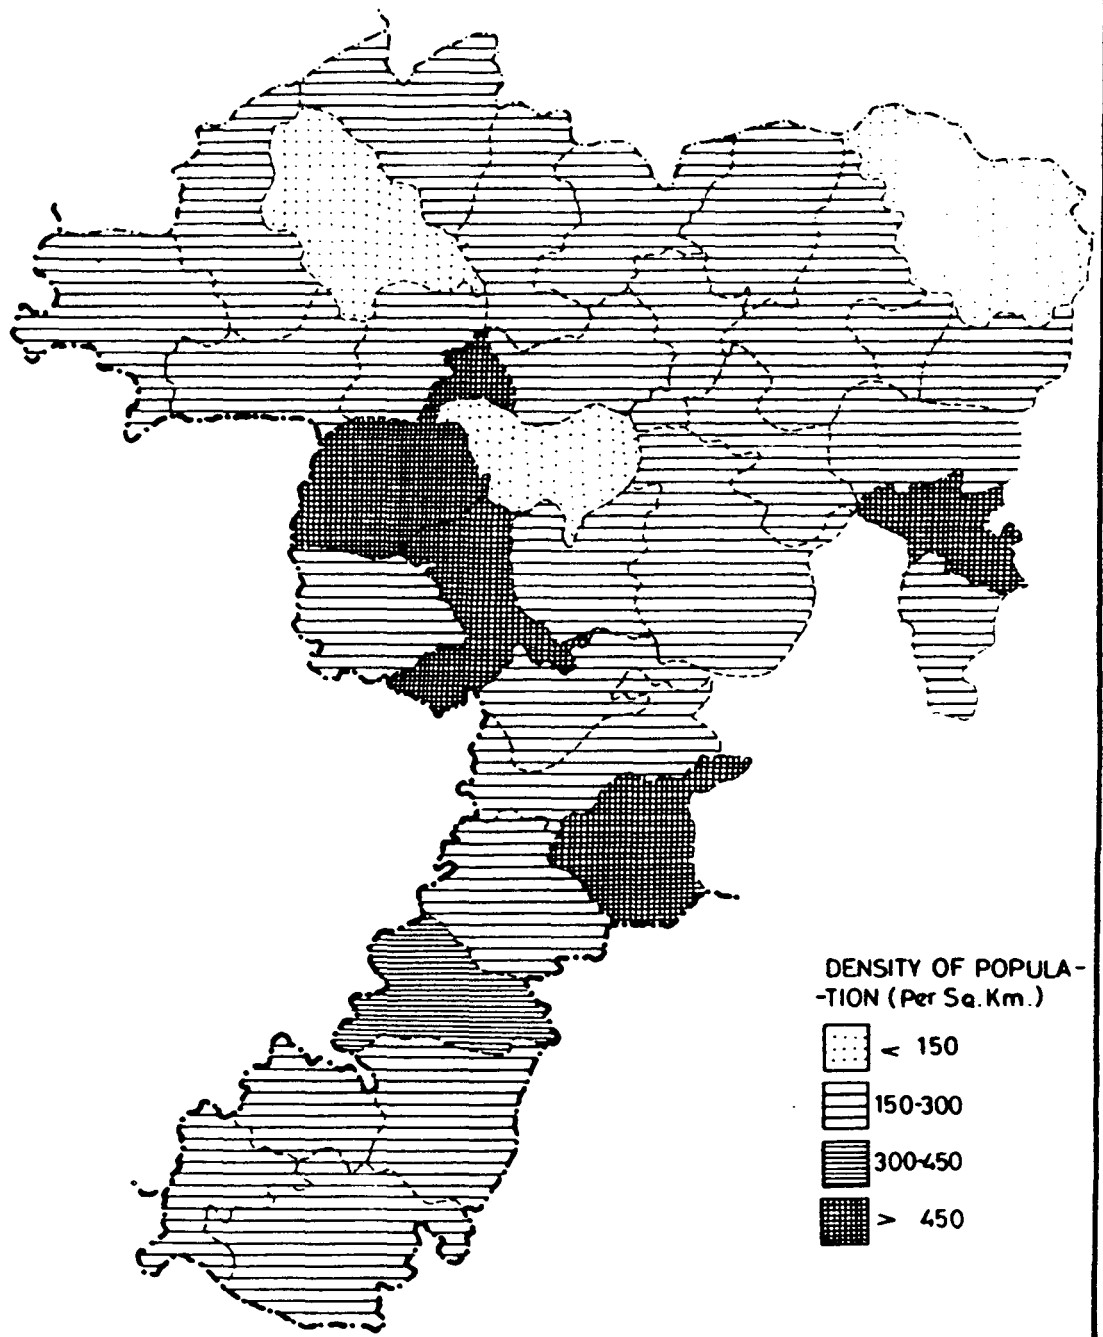 DENSITY OF POPULA-
-TION (Per Sq.Km.)
< 150
150-300
300-450
> 450